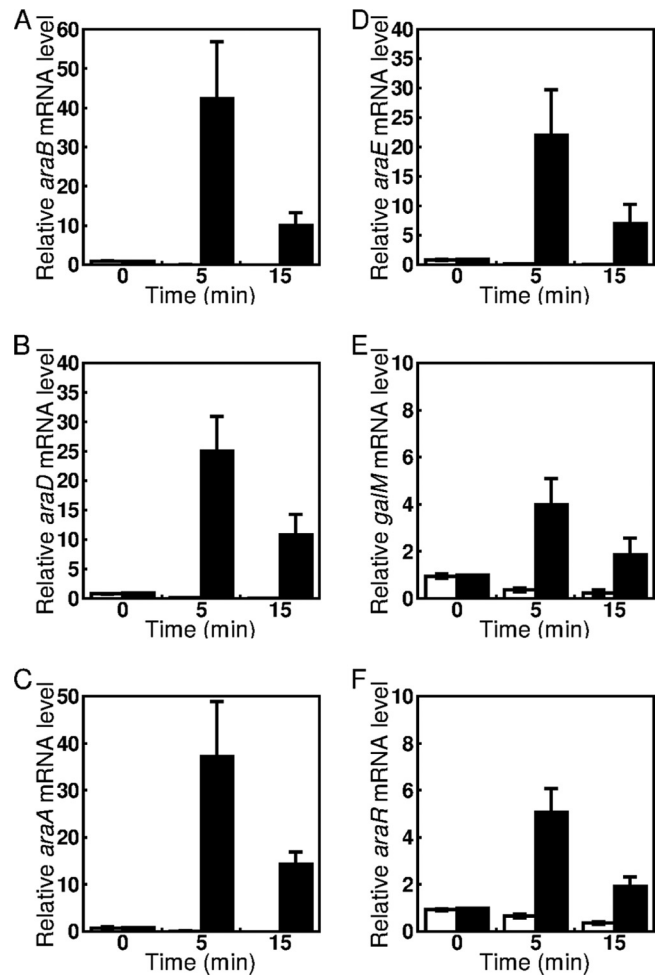 A
Relative araB mRNA level
60
50
40
30
20
10
0
0 5 15
Time (min)
B
Relative araD mRNA level
40
35
30
25
20
15
10
5
0
0 5 15
Time (min)
C
Relative araA mRNA level
50
40
30
20
10
0
0 5 15
Time (min)
D
Relative araE mRNA level
40
35
30
25
20
15
10
5
0
0 5 15
Time (min)
E
Relative galM mRNA level
10
8
6
4
2
0
0 5 15
Time (min)
F
Relative araR mRNA level
10
8
6
4
2
0
0 5 15
Time (min)